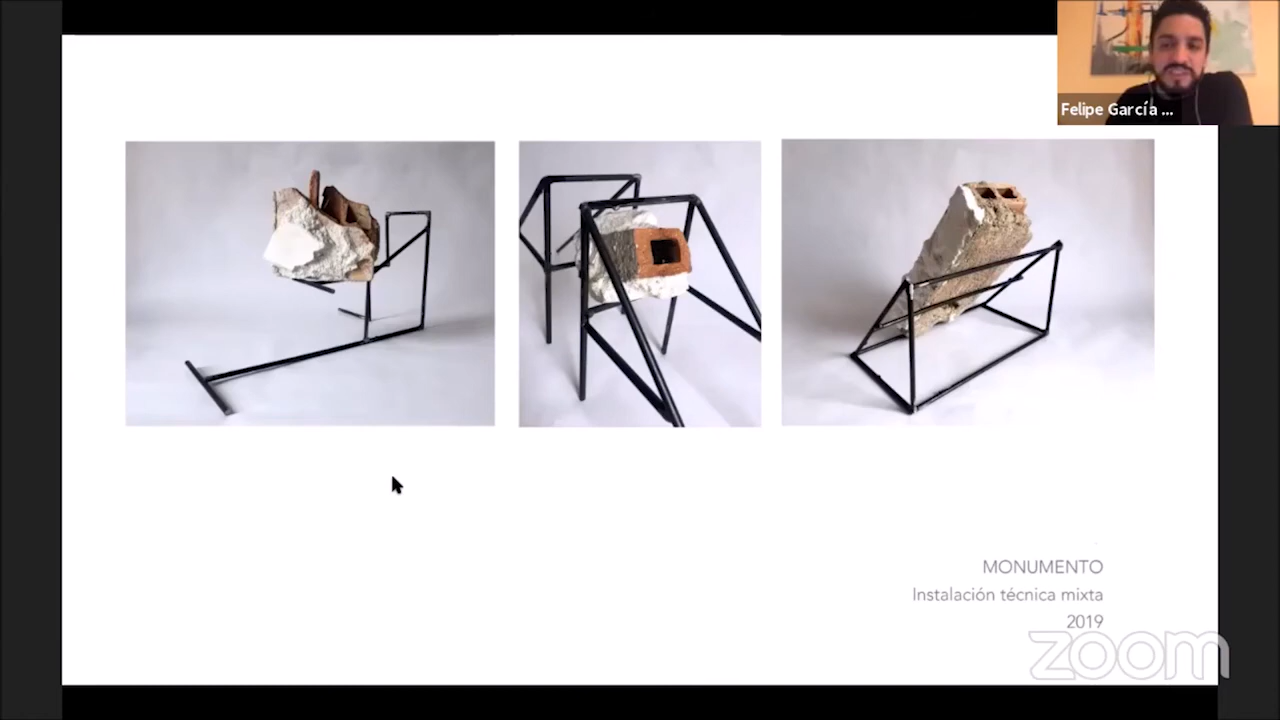 Felipe García ...
MONUMENTO
Instalación técnica mixta
2019
zoom